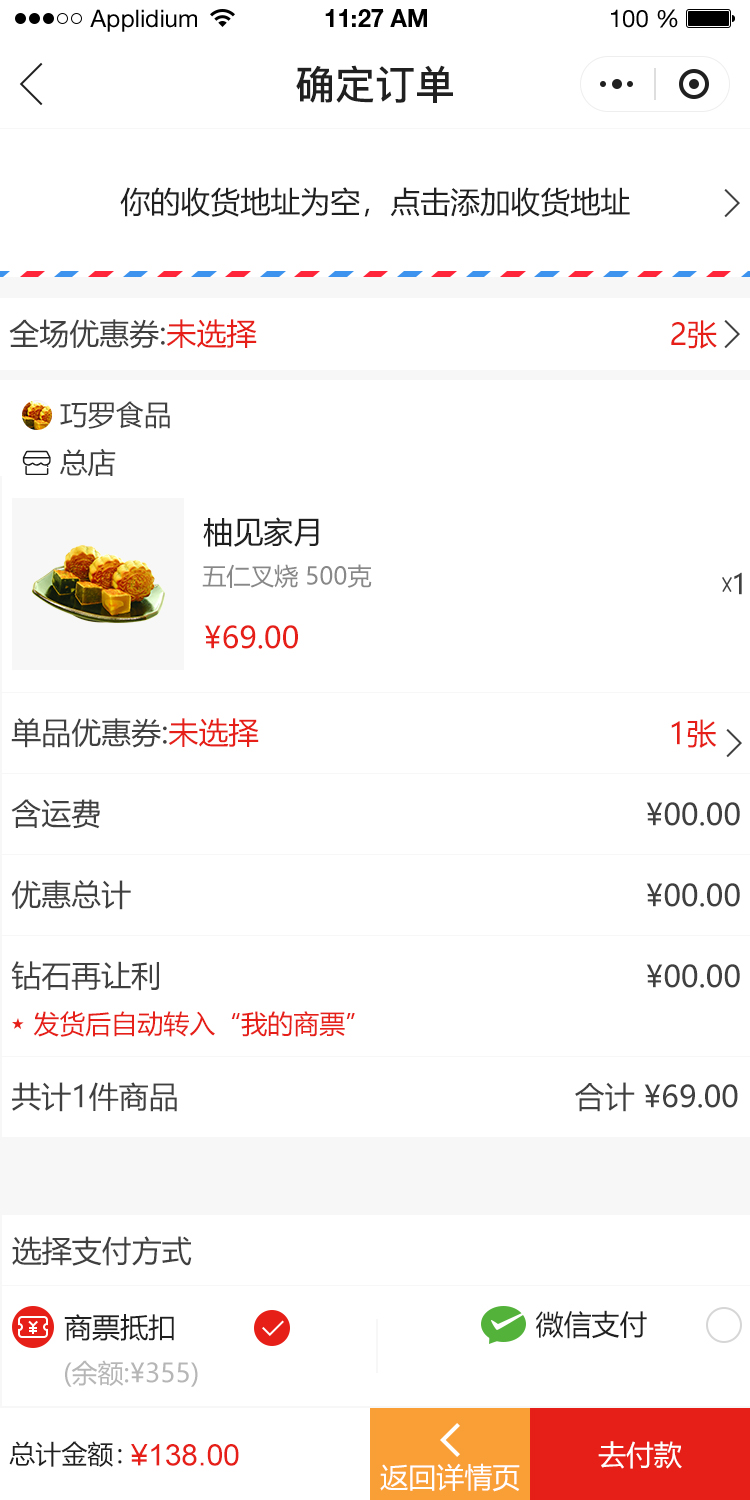 Applidium 11:27 AM 100 %
确定订单
你的收货地址为空，点击添加收货地址
全场优惠券:未选择 2张
巧罗食品
总店
柚见家月
五仁叉烧 500克
x1
¥69.00
单品优惠券:未选择 1张
含运费 ¥00.00
优惠总计 ¥00.00
钻石再让利 ¥00.00
★ 发货后自动转入“我的商票”
共计1件商品 合计 ¥69.00
选择支付方式
商票抵扣 微信支付
(余额:¥355)
总计金额: ¥138.00 返回详情页 去付款